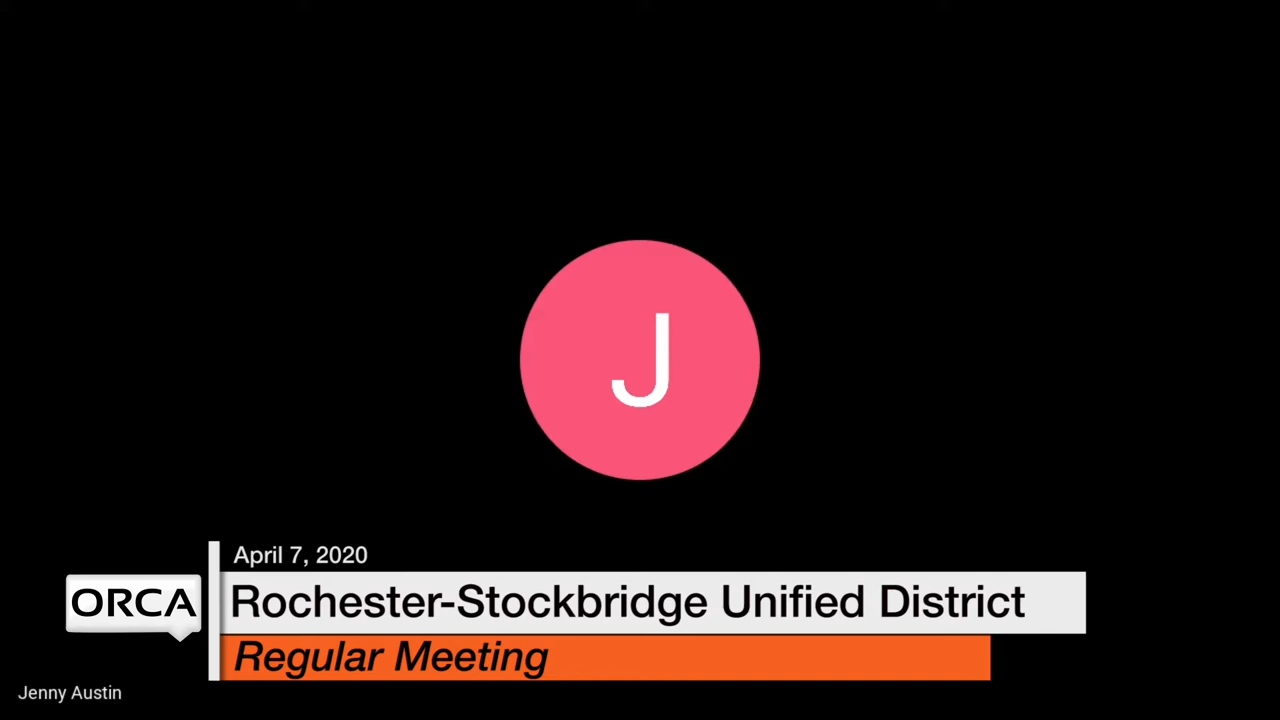 J
April 7, 2020
ORCA
Rochester-Stockbridge Unified District
Regular Meeting
Jenny Austin